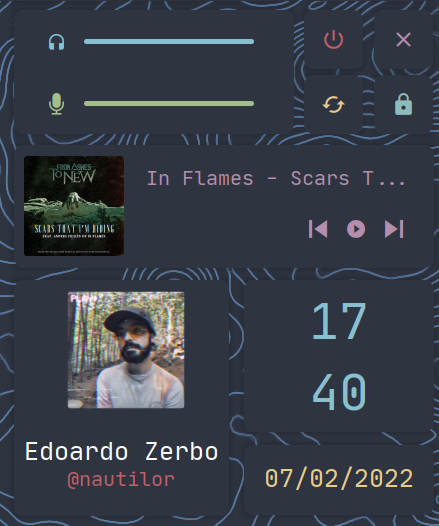 In Flames - Scars T...
FROM ASHES
TO NEW
SCARS THAT I'M HIDING
FEAT. ANDERS FRIDÉN OF IN FLAMES
17
40
Edoardo Zerbo
@nautilor
07/02/2022